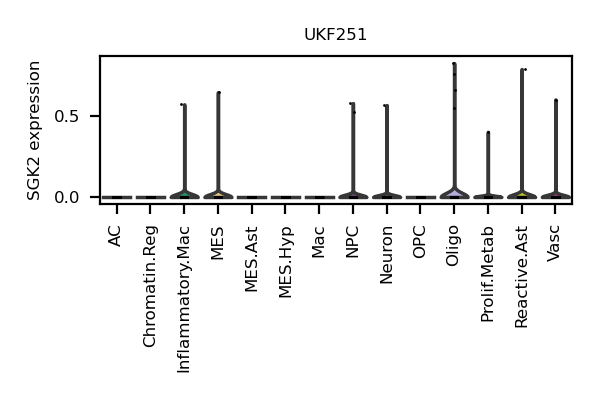 UKF251
SGK2 expression
0.5
0.0
AC
Chromatin.Reg
Inflammatory.Mac
MES
MES.Ast
MES.Hyp
Mac
NPC
Neuron
OPC
Oligo
Prolif.Metab
Reactive.Ast
Vasc